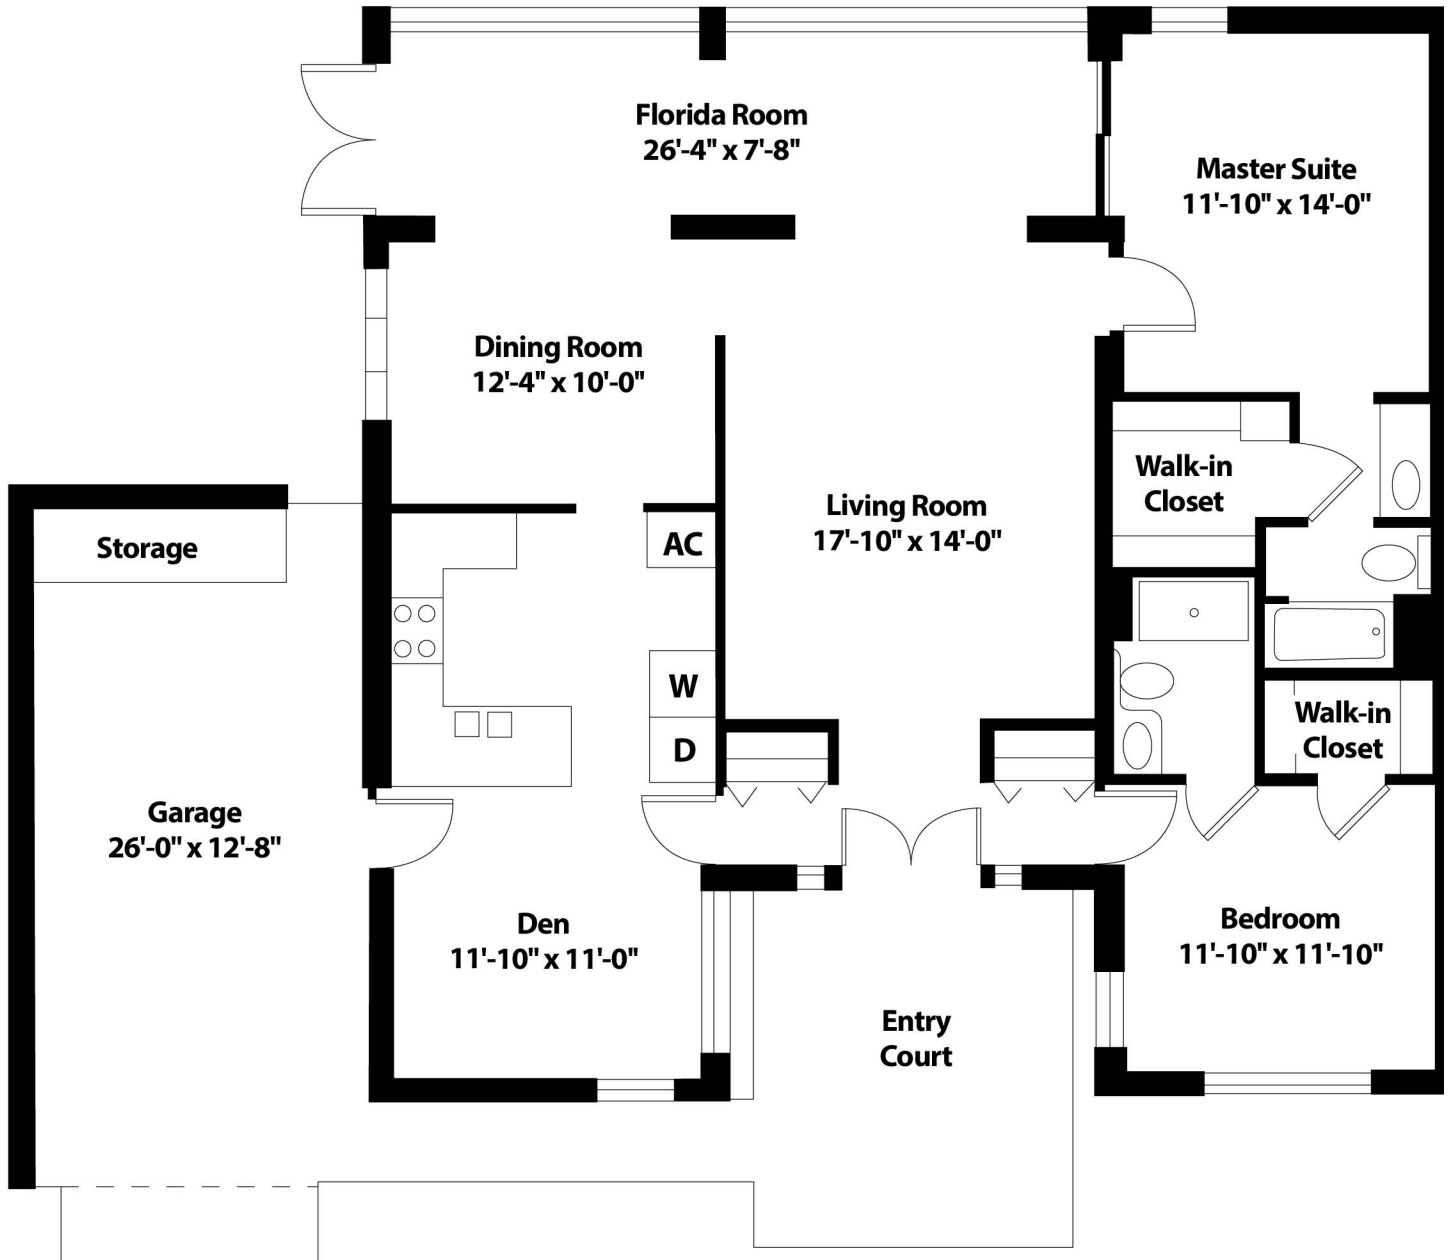 Florida Room
26'-4" x 7'-8"
Master Suite
11'-10" x 14'-0"
Dining Room
12'-4" x 10'-0"
Walk-in
Closet
Living Room
17'-10" x 14'-0"
Storage
AC
W
D
Walk-in
Closet
Garage
26'-0" x 12'-8"
Den
11'-10" x 11'-0"
Bedroom
11'-10" x 11'-10"
Entry
Court